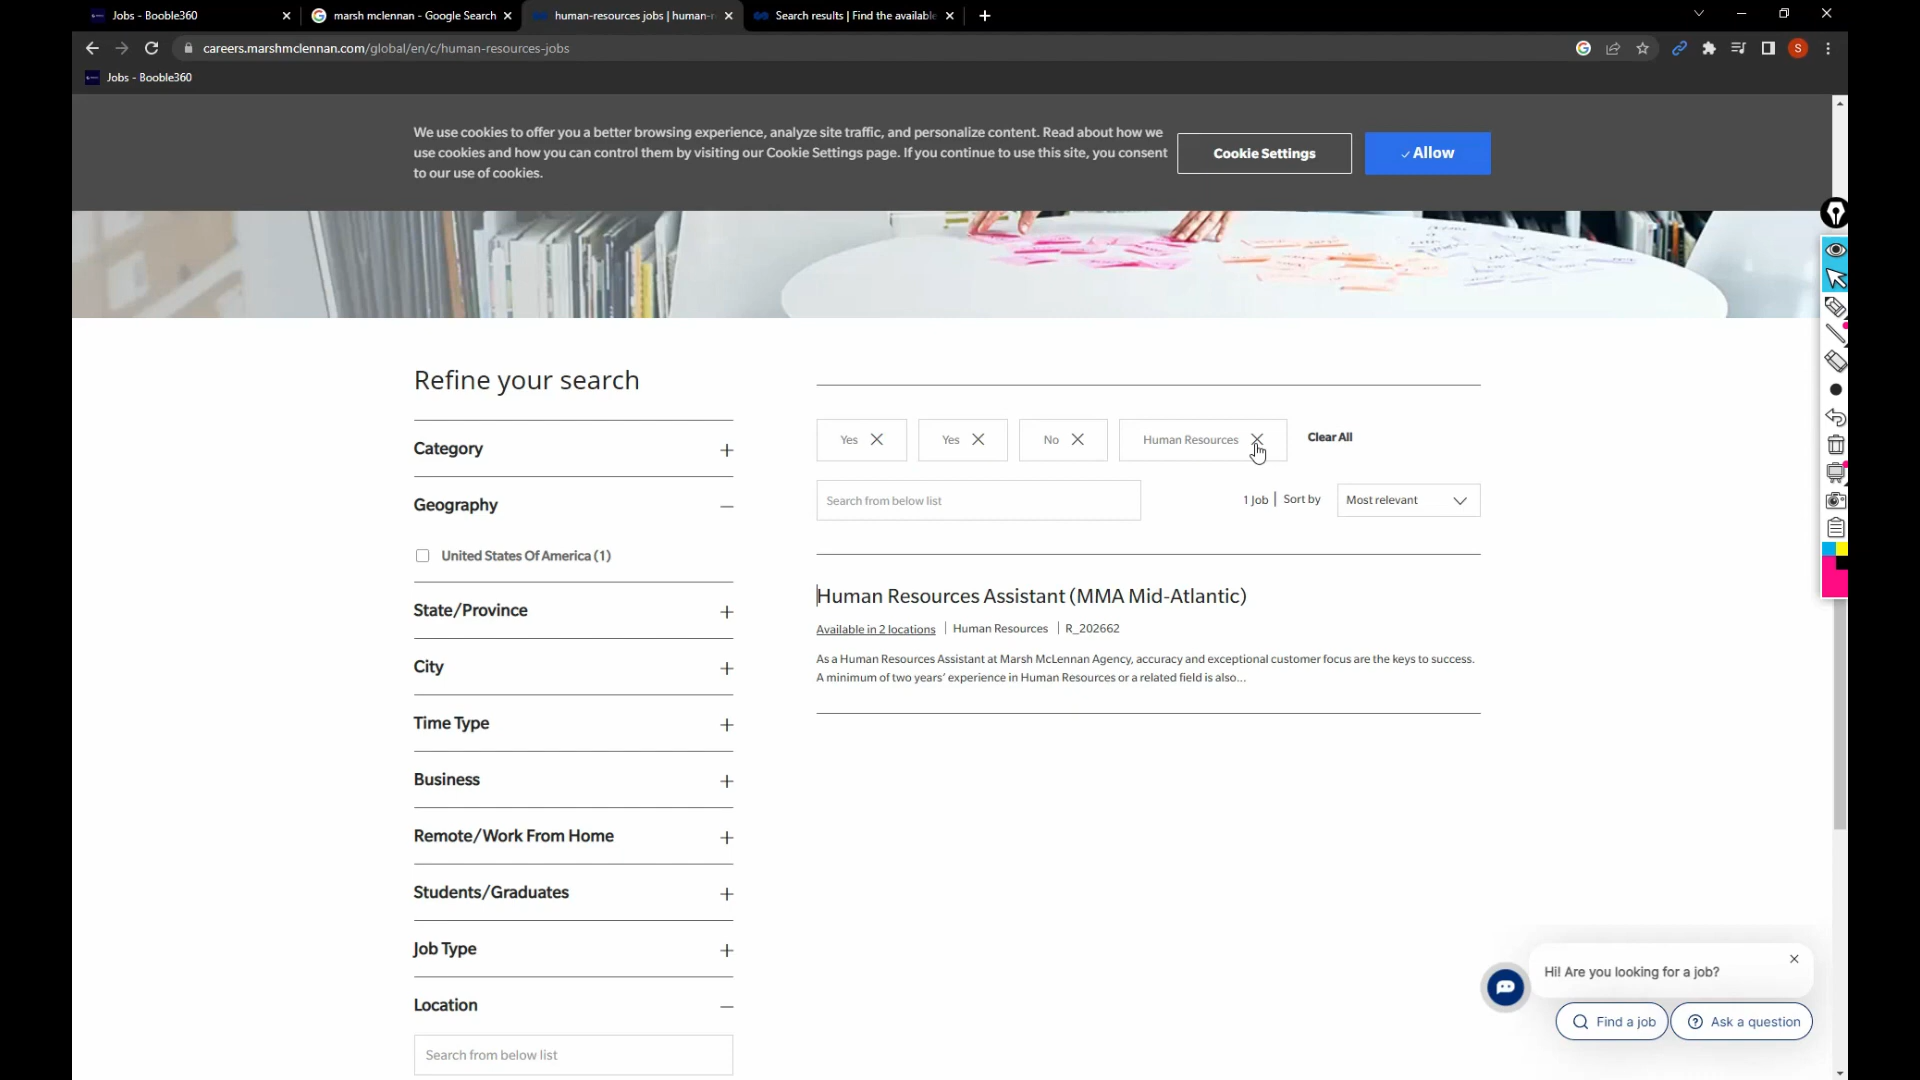 Jobs - Booble360
marsh mclennan - Google Search
human-resources jobs | human-r
Search results | Find the available
careers.marshmclennan.com/global/en/c/human-resources-jobs
S
Jobs - Booble360
We use cookies to offer you a better browsing experience, analyze site traffic, and personalize content. Read about how we
use cookies and how you can control them by visiting our Cookie Settings page. If you continue to use this site, you consent
to our use of cookies.
Cookie Settings
Allow
Refine your search
Category
Geography
United States Of America (1)
State/Province
City
Time Type
Business
Remote/Work From Home
Students/Graduates
Job Type
Location
Search from below list
Yes
Yes
No
Human Resources
Clear All
Search from below list
1 Job | Sort by
Most relevant
Human Resources Assistant (MMA Mid-Atlantic)
Available in 2 locations | Human Resources | R_202662
As a Human Resources Assistant at Marsh McLennan Agency, accuracy and exceptional customer focus are the keys to success.
A minimum of two years' experience in Human Resources or a related field is also...
Hi! Are you looking for a job?
Find a job
Ask a question